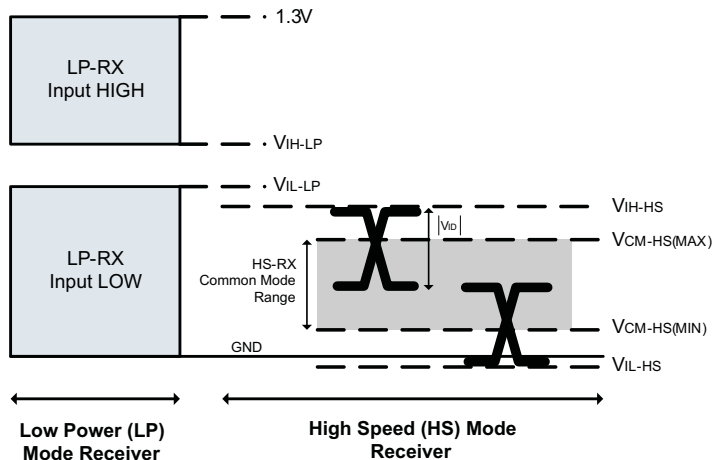 1.3V
LP-RX
Input HIGH
VIH-LP
VIL-LP
VIH-HS
|VID|
VCM-HS(MAX)
LP-RX
Input LOW
HS-RX
Common Mode
Range
VCM-HS(MIN)
GND
VIL-HS
Low Power (LP)
Mode Receiver
High Speed (HS) Mode
Receiver